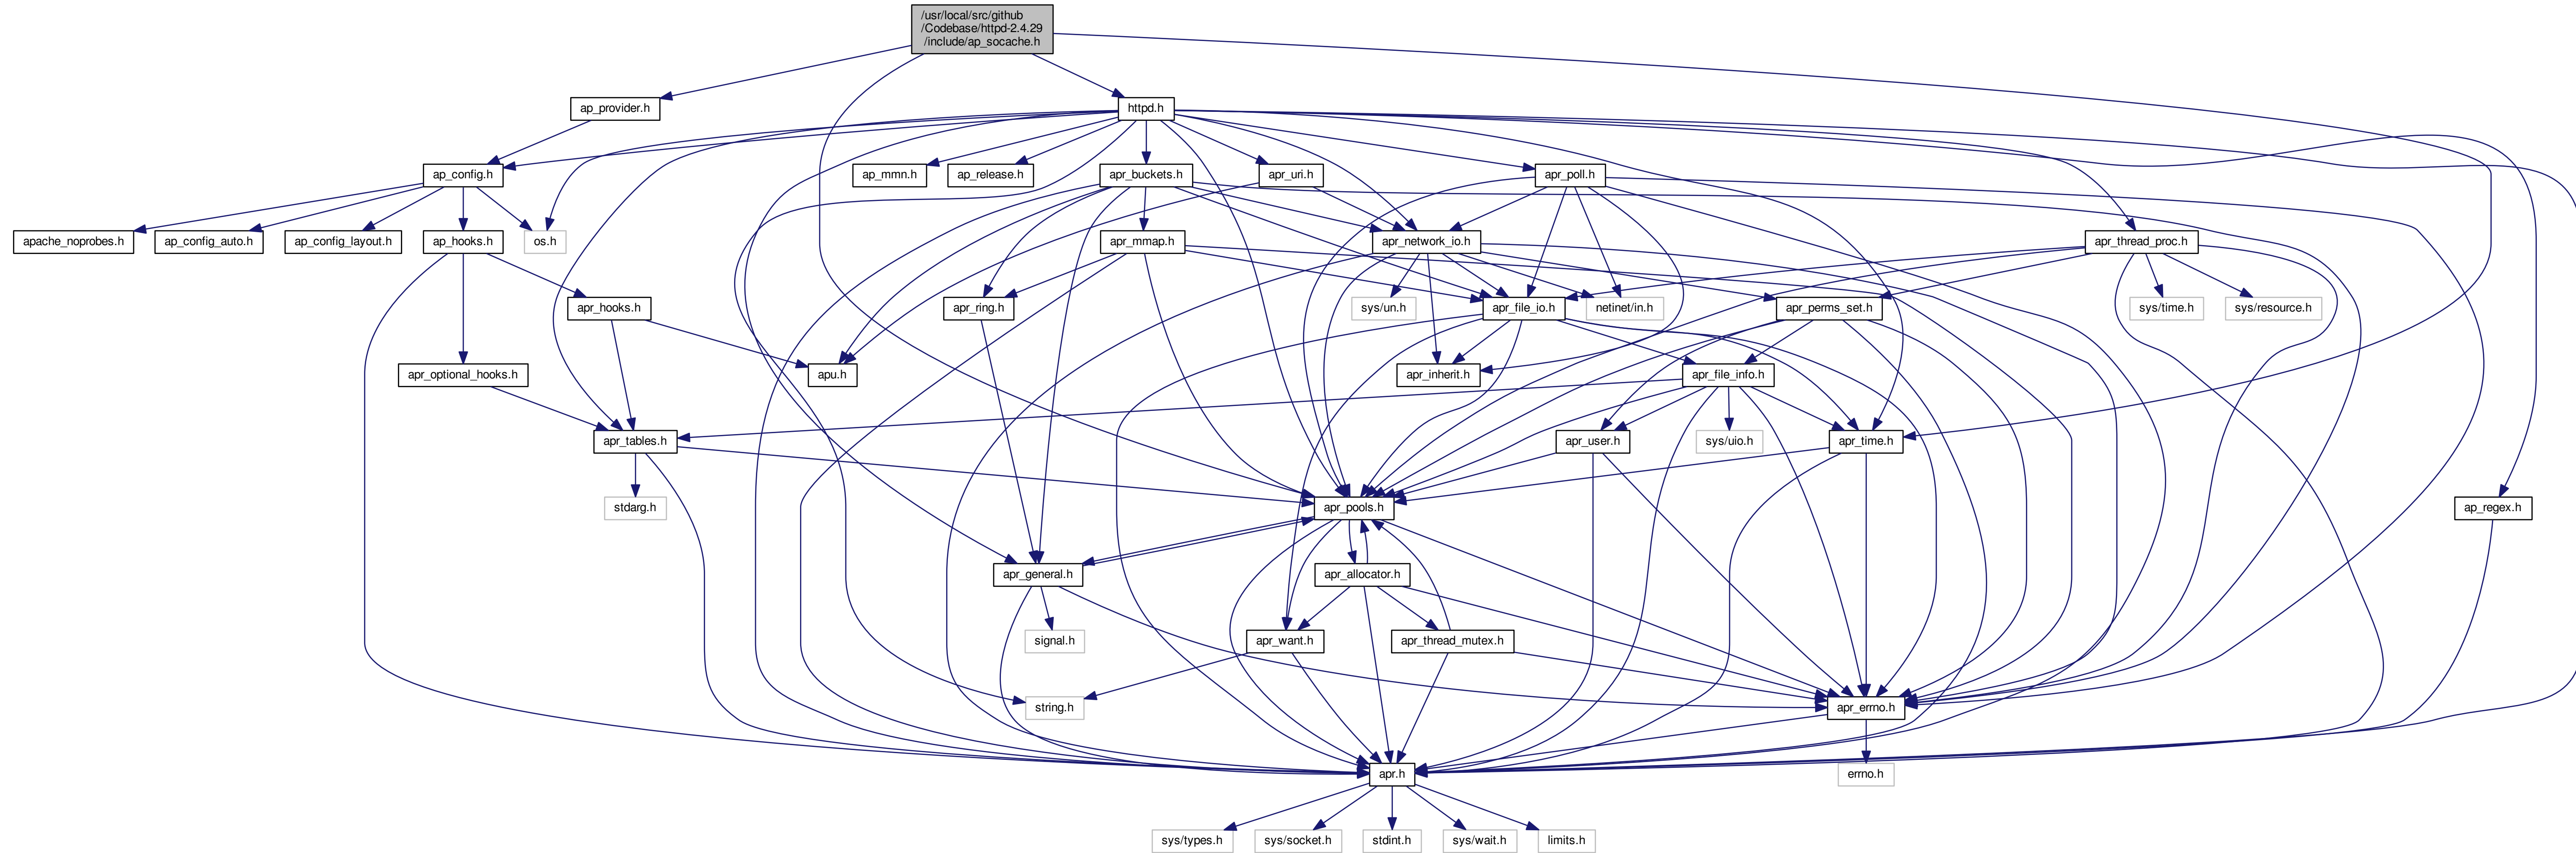 /usr/local/src/github
/Codebase/httpd-2.4.29
/include/ap_socache.h
ap_provider.h
httpd.h
ap_config.h
ap_mmn.h
ap_release.h
apr_buckets.h
apr_uri.h
apr_poll.h
apache_noprobes.h
ap_config_auto.h
ap_config_layout.h
ap_hooks.h
os.h
apr_mmap.h
apr_network_io.h
apr_thread_proc.h
apr_hooks.h
apr_ring.h
sys/un.h
apr_file_io.h
netinet/in.h
apr_perms_set.h
sys/time.h
sys/resource.h
apr_optional_hooks.h
apu.h
apr_inherit.h
apr_file_info.h
apr_tables.h
apr_user.h
sys/uio.h
apr_time.h
stdarg.h
apr_pools.h
ap_regex.h
apr_general.h
apr_allocator.h
signal.h
apr_want.h
apr_thread_mutex.h
string.h
apr_errno.h
apr.h
errno.h
sys/types.h
sys/socket.h
stdint.h
sys/wait.h
limits.h